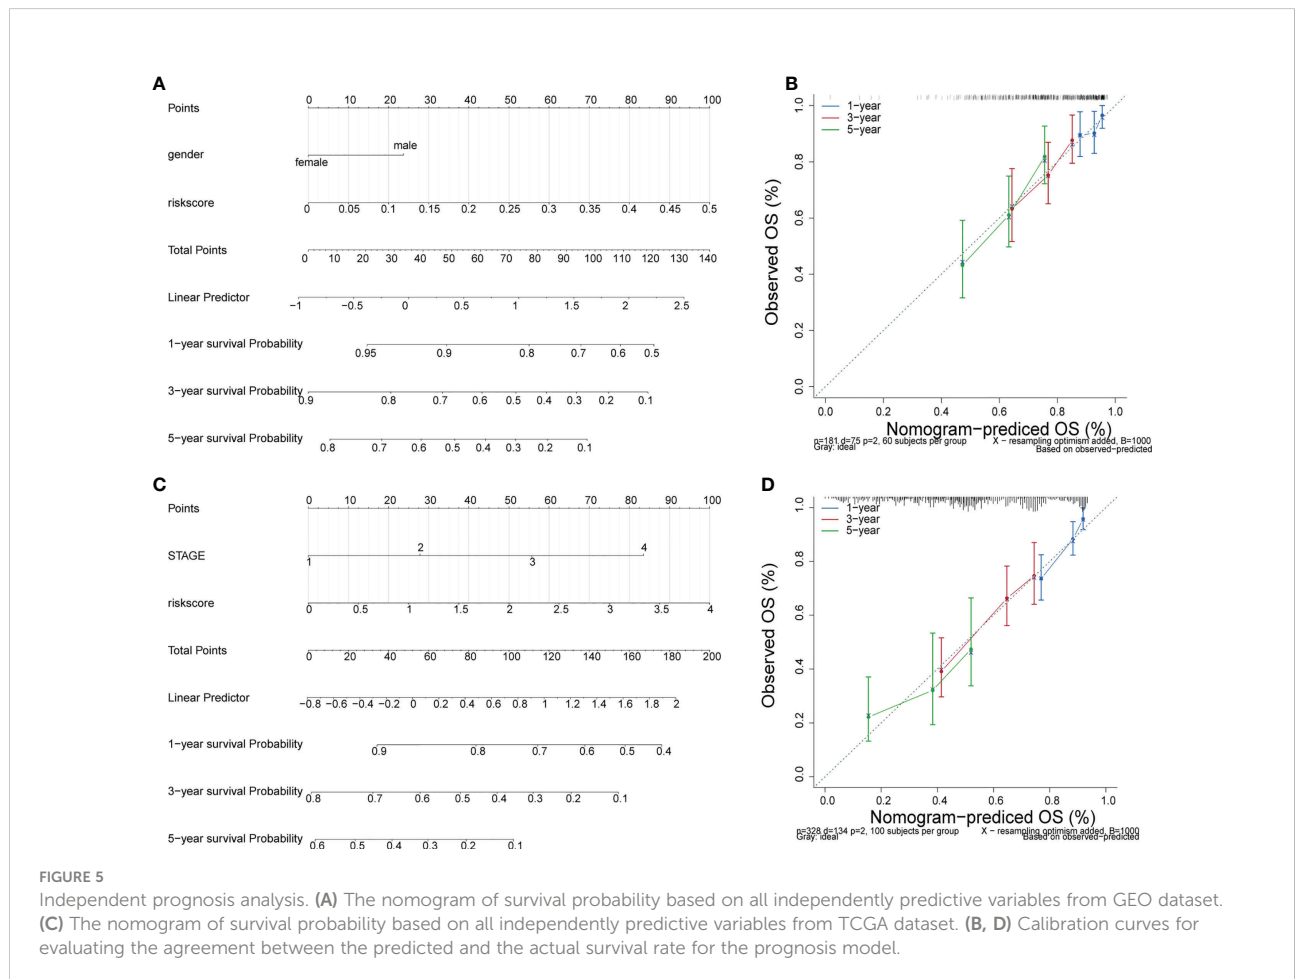 A
Points
0 10 20 30 40 50 60 70 80 90 100
gender
male
female
riskscore
0 0.05 0.1 0.15 0.2 0.25 0.3 0.35 0.4 0.45 0.5
Total Points
0 10 20 30 40 50 60 70 80 90 100 110 120 130 140
Linear Predictor
−1 −0.5 0 0.5 1 1.5 2 2.5
1−year survival Probability
0.95 0.9 0.8 0.7 0.6 0.5
3−year survival Probability
0.9 0.8 0.7 0.6 0.5 0.4 0.3 0.2 0.1
5−year survival Probability
0.8 0.7 0.6 0.5 0.4 0.3 0.2 0.1
B
1−year
3−year
5−year
Observed OS (%)
0.0 0.2 0.4 0.6 0.8 1.0
0.0 0.2 0.4 0.6 0.8 1.0
Nomogram−prediced OS (%)
n=181 d=75 p=2, 60 subjects per group
Gray: ideal
X − resampling optimism added, B=1000
Based on observed−predicted
C
Points
0 10 20 30 40 50 60 70 80 90 100
STAGE
2 4
1 3
riskscore
0 0.5 1 1.5 2 2.5 3 3.5 4
Total Points
0 20 40 60 80 100 120 140 160 180 200
Linear Predictor
−0.8 −0.6 −0.4 −0.2 0 0.2 0.4 0.6 0.8 1 1.2 1.4 1.6 1.8 2
1−year survival Probability
0.9 0.8 0.7 0.6 0.5 0.4
3−year survival Probability
0.8 0.7 0.6 0.5 0.4 0.3 0.2 0.1
5−year survival Probability
0.6 0.5 0.4 0.3 0.2 0.1
D
1−year
3−year
5−year
Observed OS (%)
0.0 0.2 0.4 0.6 0.8 1.0
0.0 0.2 0.4 0.6 0.8 1.0
Nomogram−prediced OS (%)
n=328 d=134 p=2, 100 subjects per group
Gray: ideal
X − resampling optimism added, B=1000
Based on observed−predicted
FIGURE 5
Independent prognosis analysis. (A) The nomogram of survival probability based on all independently predictive variables from GEO dataset.
(C) The nomogram of survival probability based on all independently predictive variables from TCGA dataset. (B, D) Calibration curves for
evaluating the agreement between the predicted and the actual survival rate for the prognosis model.